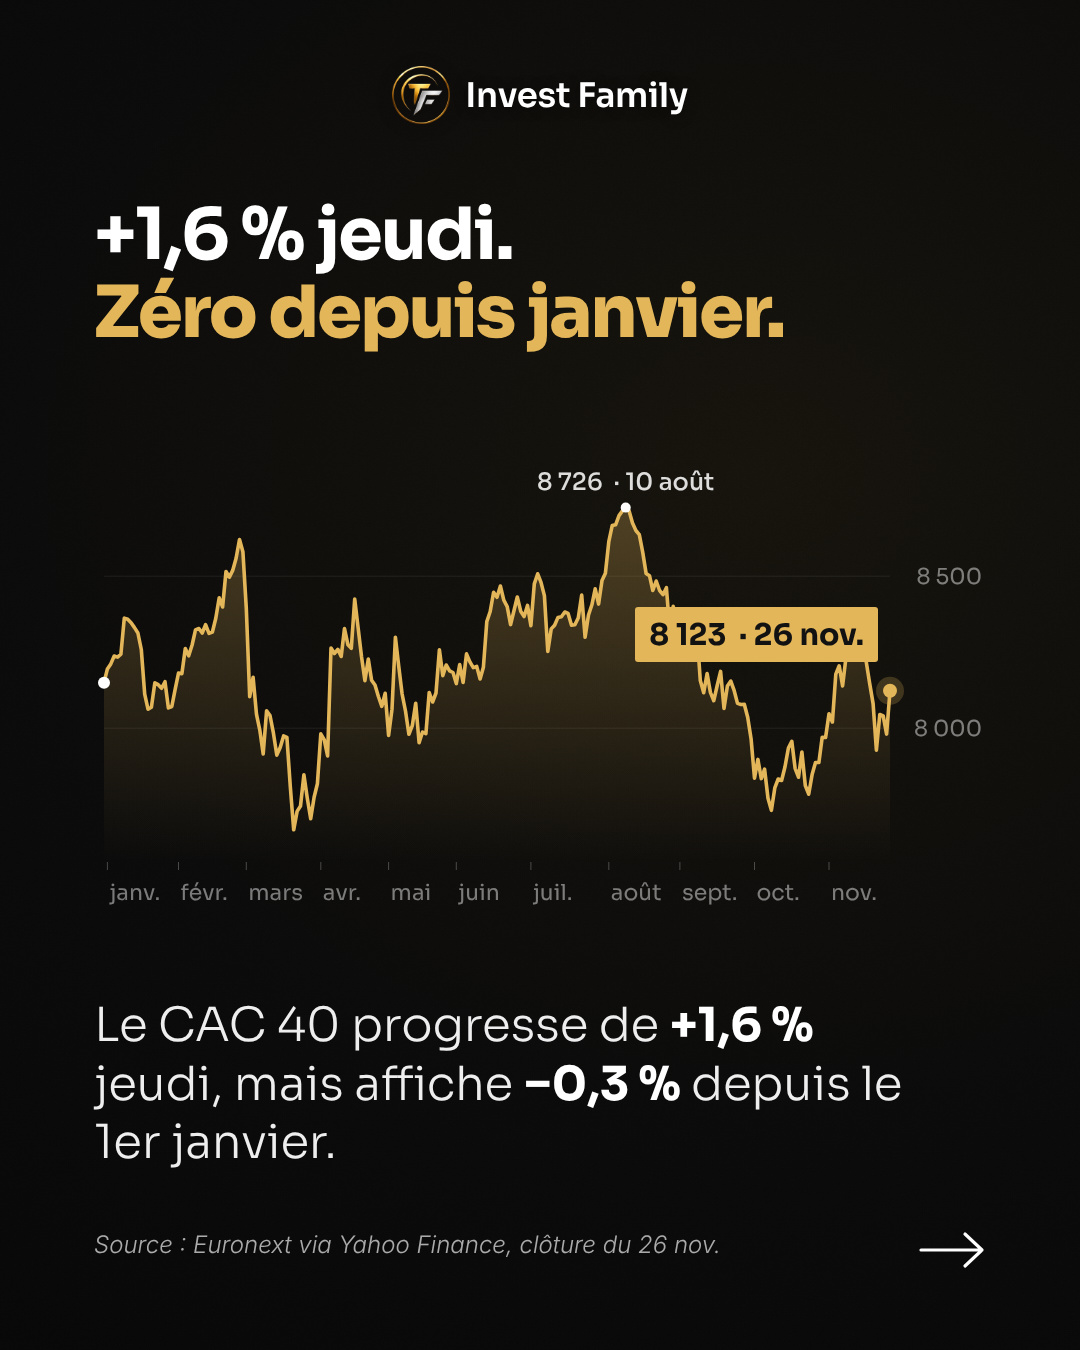 TF Invest Family
+1,6 % jeudi.
Zéro depuis janvier.
8 726 · 10 août
8 500
8 123 · 26 nov.
8 000
janv. févr. mars avr. mai juin juil. août sept. oct. nov.
Le CAC 40 progresse de +1,6 %
jeudi, mais affiche −0,3 % depuis le
1er janvier.
Source : Euronext via Yahoo Finance, clôture du 26 nov.